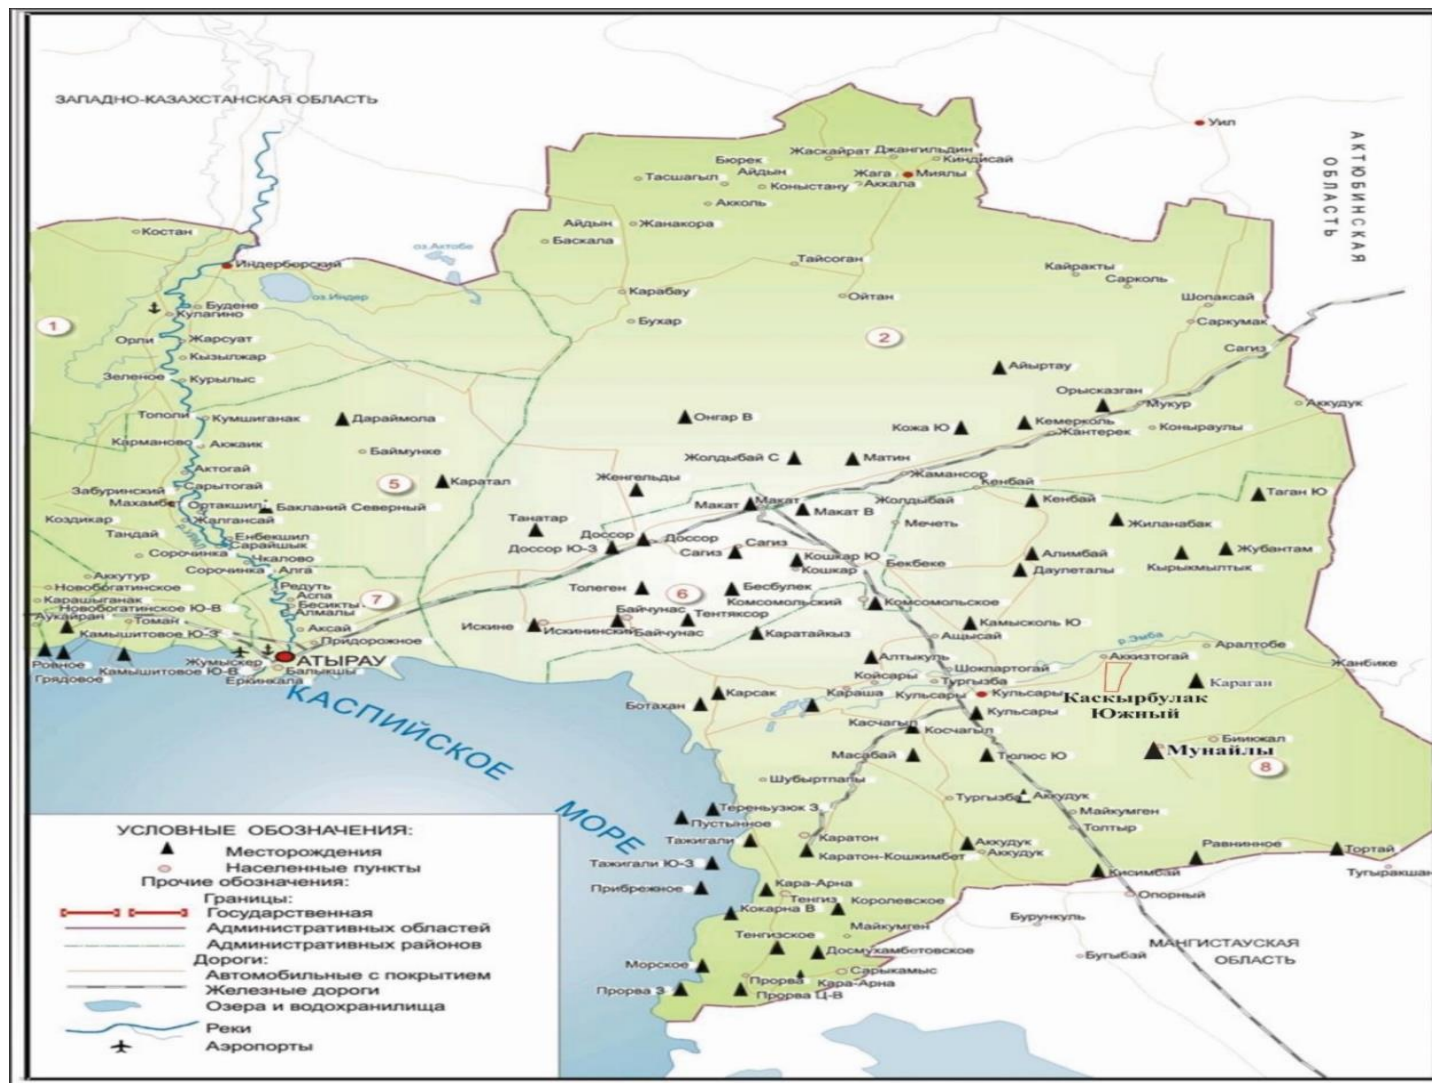 ЗАПАДНО-КАЗАХСТАНСКАЯ ОБЛАСТЬ
Уил
АКТЮБИНСКАЯ
ОБЛАСТЬ
Жаскайрат
Джангильдин
Киндисай
Бюрек
Айдын
Жага
Миялы
Тасшагыл
Коныстану
Аккала
Акколь
Айдын
Жанакора
Костан
Баскала
оз.Актобе
Индерборский
Тайсоган
Кайракты
Сарколь
оз.Индер
Карабау
Ойтан
Шопаксай
Будене
Кулагино
Бухар
Саркумак
1
2
Орли
Жарсуат
Сагиз
Кызылжар
Айыртау
Зеленое
Курылыс
Орысказган
Мукур
Аккудук
Тополи
Кумшиганак
Дараймола
Онгар В
Кожа Ю
Кемерколь
Жантерек
Коныраулы
Карманово
Акжаик
Баймунке
Жолдыбай С
Матин
Актогай
Женгельды
Жамансор
Кенбай
5
Каратал
Забуринский
Сарытогай
Махамбет
Ортакшил
Бакланий Северный
Макат
Макат
Макат В
Жолдыбай
Кенбай
Таган Ю
Коздикар
Жалгансай
Танатар
Мечеть
Жиланабак
Тандай
Енбекшил
Сарайшык
Доссор
Доссор
Доссор Ю-З
Сагиз
Сагиз
р.УРАЛ
Сорочинка
Чкалово
Кошкар Ю
Кошкар
Бекбеке
Алимбай
Даулеталы
Кырыкмылтык
Жубантам
Сорочинка
Алга
Аккутур
Новобогатинское
Редуть
Толеген
Бесбулек
6
Карашыганак
Аспа
7
Комсомольский
Комсомольское
Новобогатинское Ю-В
Бесикты
Алмалы
Байчунас
Тентяксор
Аукайран
Томан
Аксай
Искине
Искининский
Байчунас
Каратайкыз
Камысколь Ю
Камышитовое Ю-З
Придорожное
Ащысай
р.Эмба
Ровное
Камышитовое Ю-В
Жумыскер
АТЫРАУ
Алтыкуль
Шокпартогай
Аккизтогай
Аралтобе
Жанбике
Грядовое
Балыкшы
Еркинкала
Койсары
Тургызба
Караган
Карсак
Караша
Кульсары
Кульсары
Каскырбулак
Южный
Ботахан
Кульсары
КАСПИЙСКОЕ
МОРЕ
Касчагыл
Косчагыл
Бииюкал
Масабай
Тюлюс Ю
Мунайлы
8
Шубыртпалы
Тургызба
Аккудук
Майкумген
Толтыр
Тереньузюк З
Пустынное
Тажигали
Каратон
Каратон-Кошкимбет
Аккудук
Аккудук
Равнинное
Тортай
Тажигали Ю-З
Кисимбай
Тугыракшан
Прибрежное
Кара-Арна
Тенгиз
Королевское
Опорный
Кокарна В
Бурункуль
Тенгизское
Майкумген
Досмухамбетовское
Бугыбай
МАНГИСТАУСКАЯ
ОБЛАСТЬ
Морское
Прорва
Сарыкамыс
Кара-Арна
Прорва З
Прорва Ц-В
УСЛОВНЫЕ ОБОЗНАЧЕНИЯ:
Месторождения
Населенные пункты
Прочие обозначения:
Границы:
Государственная
Административных областей
Административных районов
Дороги:
Автомобильные с покрытием
Железные дороги
Озера и водохранилища
Реки
Аэропорты